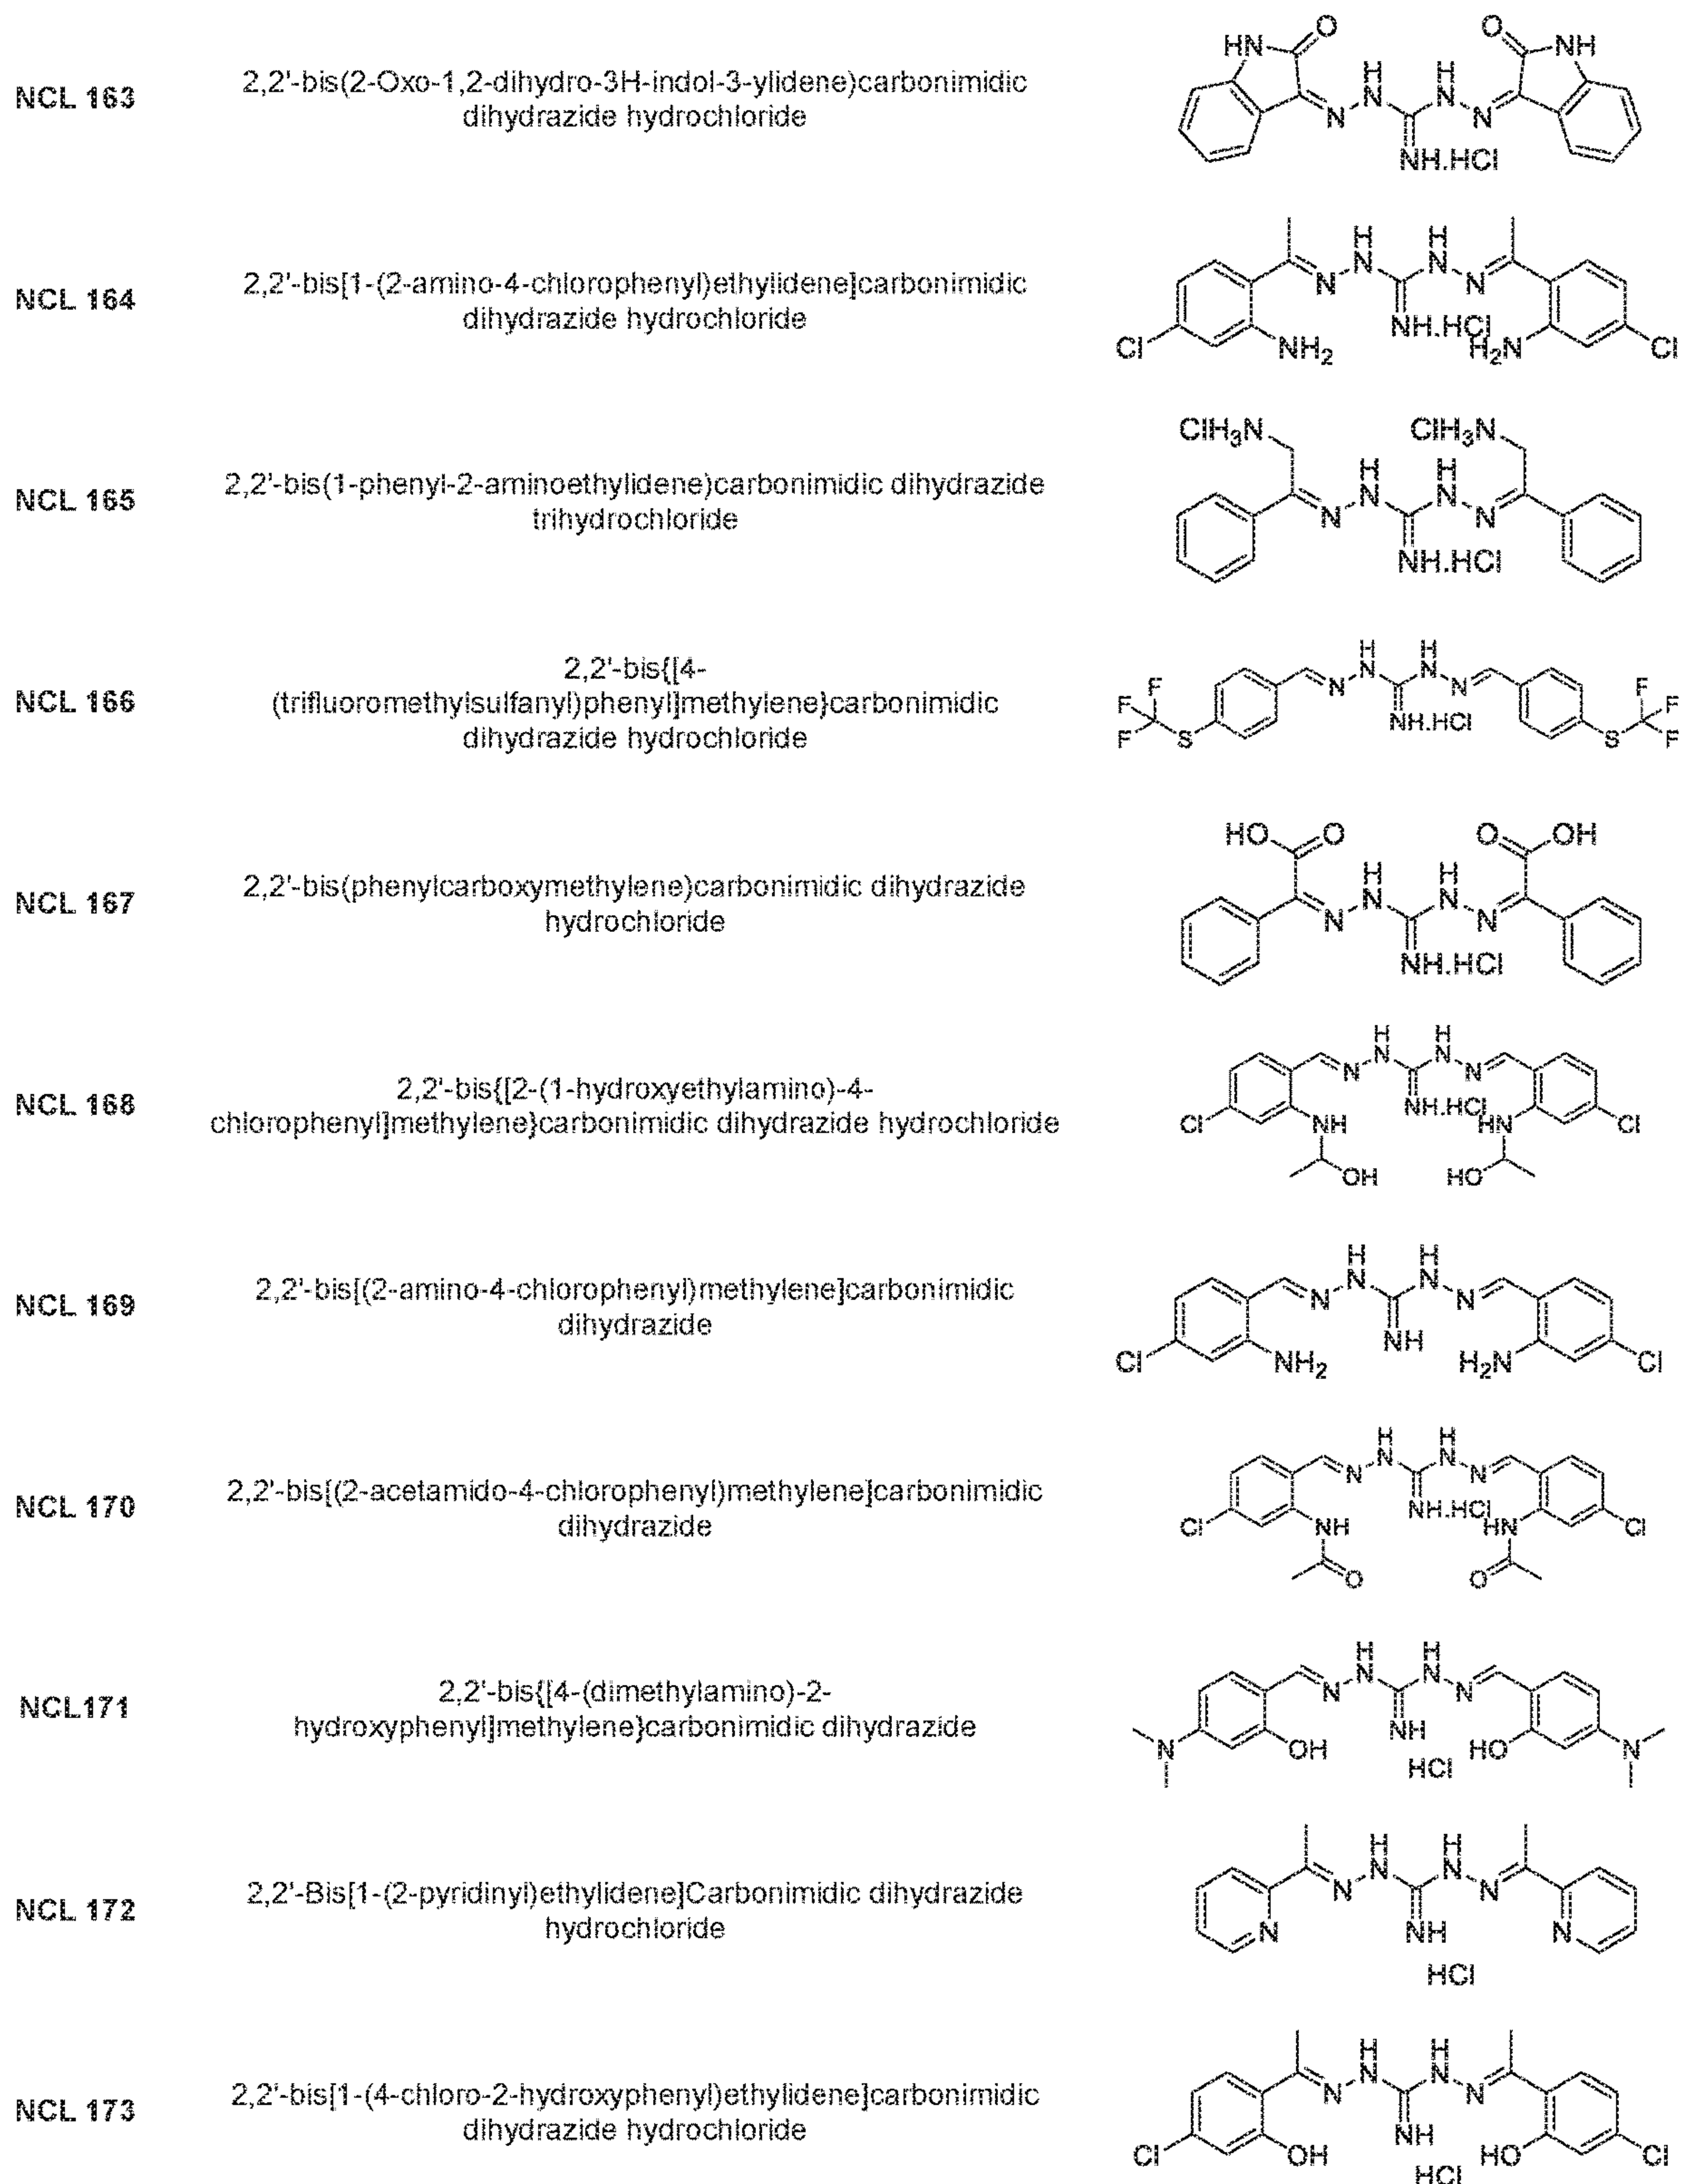 NCL 163
2,2'-bis(2-Oxo-1,2-dihydro-3H-indol-3-ylidene)carbonimidic
dihydrazide hydrochloride
HN O O NH
H H
N N N N
NH.HCl
NCL 164
2,2'-bis[1-(2-amino-4-chlorophenyl)ethylidene]carbonimidic
dihydrazide hydrochloride
H H
N N N N
NH.HCl
Cl NH2 H2N Cl
NCL 165
2,2'-bis(1-phenyl-2-aminoethylidene)carbonimidic dihydrazide
trihydrochloride
ClH3N ClH3N
H H
N N N N
NH.HCl
NCL 166
2,2'-bis{[4-
(trifluoromethylsulfanyl)phenyl]methylene}carbonimidic
dihydrazide hydrochloride
H H
N N N N
F F F F
NH.HCl
F S S F
NCL 167
2,2'-bis(phenylcarboxymethylene)carbonimidic dihydrazide
hydrochloride
HO O O OH
H H
N N N N
NH.HCl
NCL 168
2,2'-bis{[2-(1-hydroxyethylamino)-4-
chlorophenyl]methylene}carbonimidic dihydrazide hydrochloride
H H
N N N N
NH.HCl
Cl NH HN Cl
OH HO
NCL 169
2,2'-bis[(2-amino-4-chlorophenyl)methylene]carbonimidic
dihydrazide
H H
N N N N
NH
Cl NH2 H2N Cl
NCL 170
2,2'-bis[(2-acetamido-4-chlorophenyl)methylene]carbonimidic
dihydrazide
H H
N N N N
NH.HCl
Cl NH HN Cl
O O
NCL171
2,2'-bis{[4-(dimethylamino)-2-
hydroxyphenyl]methylene}carbonimidic dihydrazide
H H
N N N N
NH
N OH HO N
HCl
NCL 172
2,2'-Bis[1-(2-pyridinyl)ethylidene]Carbonimidic dihydrazide
hydrochloride
H H
N N N N
N NH N
HCl
NCL 173
2,2'-bis[1-(4-chloro-2-hydroxyphenyl)ethylidene]carbonimidic
dihydrazide hydrochloride
H H
N N N N
NH
Cl OH HO Cl
HCl